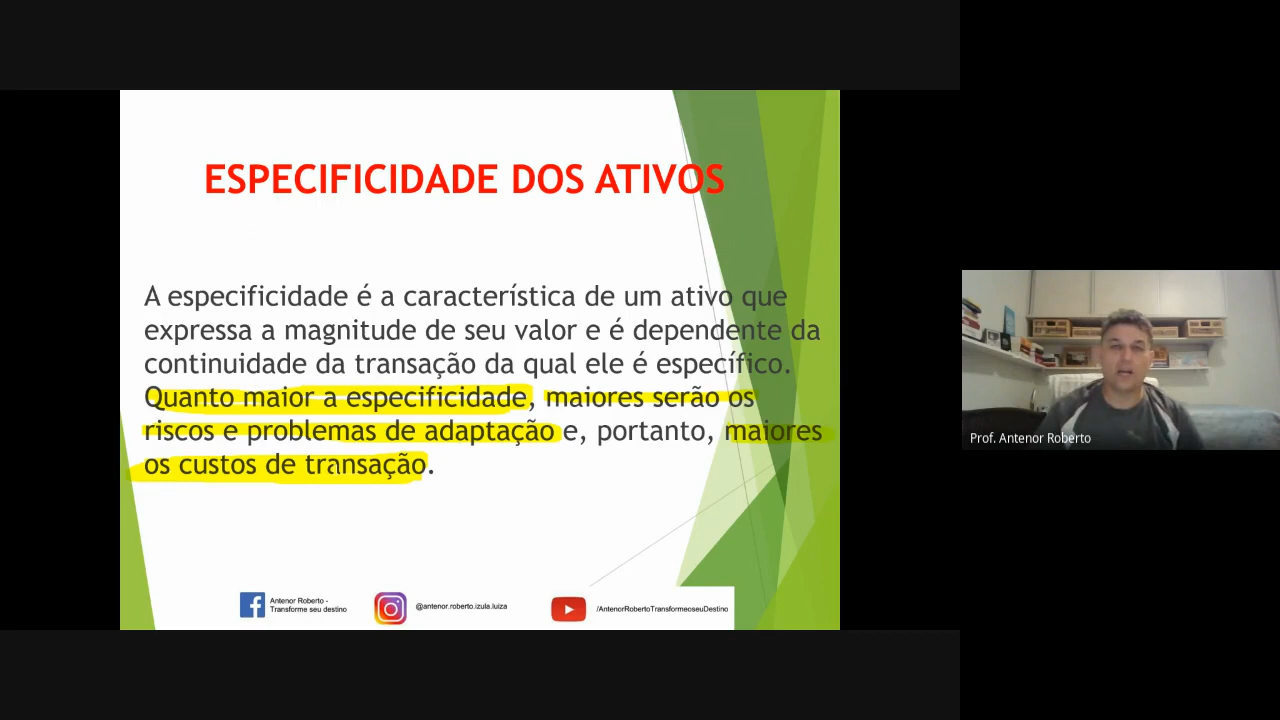 ESPECIFICIDADE DOS ATIVOS
A especificidade é a característica de um ativo que
expressa a magnitude de seu valor e é dependente da
continuidade da transação da qual ele é específico.
Quanto maior a especificidade, maiores serão os
riscos e problemas de adaptação e, portanto, maiores
os custos de transação.
Antenor Roberto -
Transforme seu destino
@antenor.roberto.izula.luiza
/AntenorRobertoTransformeoseuDestino
Prof. Antenor Roberto